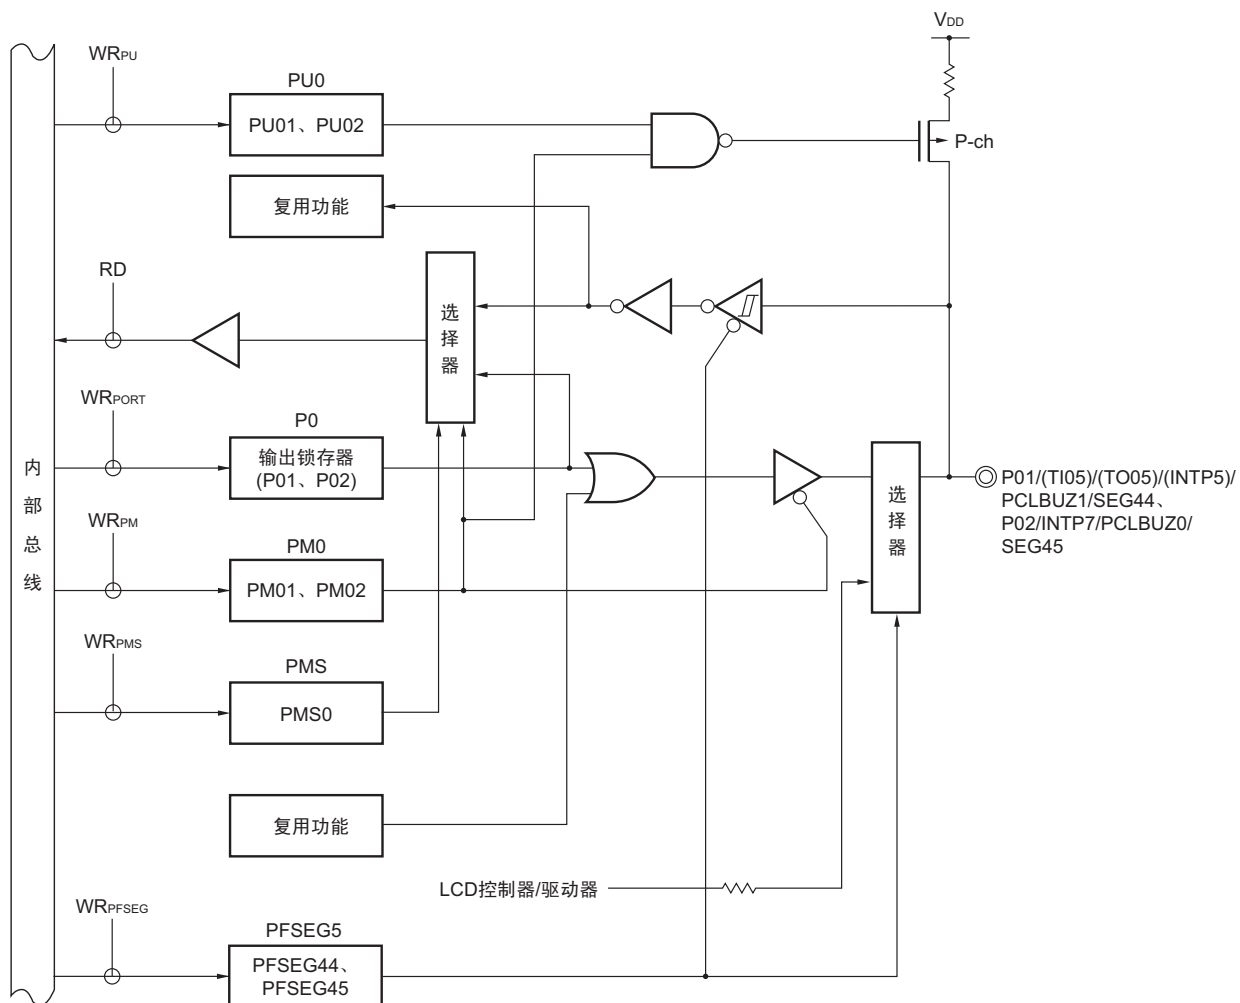 VDD
WRPU
PU0
PU01、PU02
P-ch
复用功能
RD
选择器
WRPORT
P0
输出锁存器
(P01、P02)
内部总线
选择器
P01/(TI05)/(TO05)/(INTP5)/
PCLBUZ1/SEG44、
P02/INTP7/PCLBUZ0/
SEG45
WRPM
PM0
PM01、PM02
WRPMS
PMS
PMS0
复用功能
LCD控制器/驱动器
WRPFSEG
PFSEG5
PFSEG44、
PFSEG45